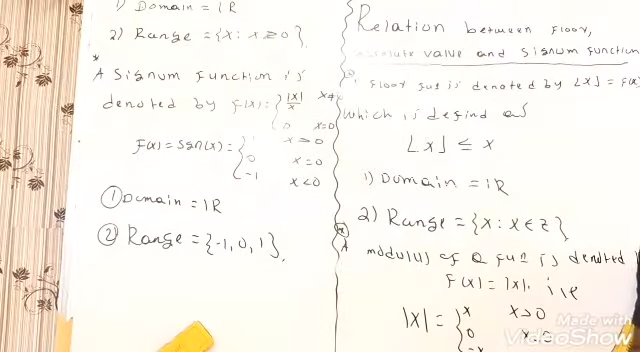 1) Domain = IR
2) Range = {x : x ≥ 0}
* A Signum function is
denoted by f(x) = { |x|/x x≠
0 x=0
f(x) = sgn(x) = { 1 x > 0
0 x = 0
-1 x < 0
① Domain = IR
② Range = {-1, 0, 1}.
Relation between floor,
absolute value and signum function
floor fun is denoted by ⌊x⌋ = f(x)
which is defind as
⌊x⌋ ≤ x
1) Domain = IR
2) Range = {x : x ∈ z}
* A modulus of a fun is denoted
f(x) = |x|. i,e
|x| = { x x>0
0 x=0
-x
Made with
VideoShow